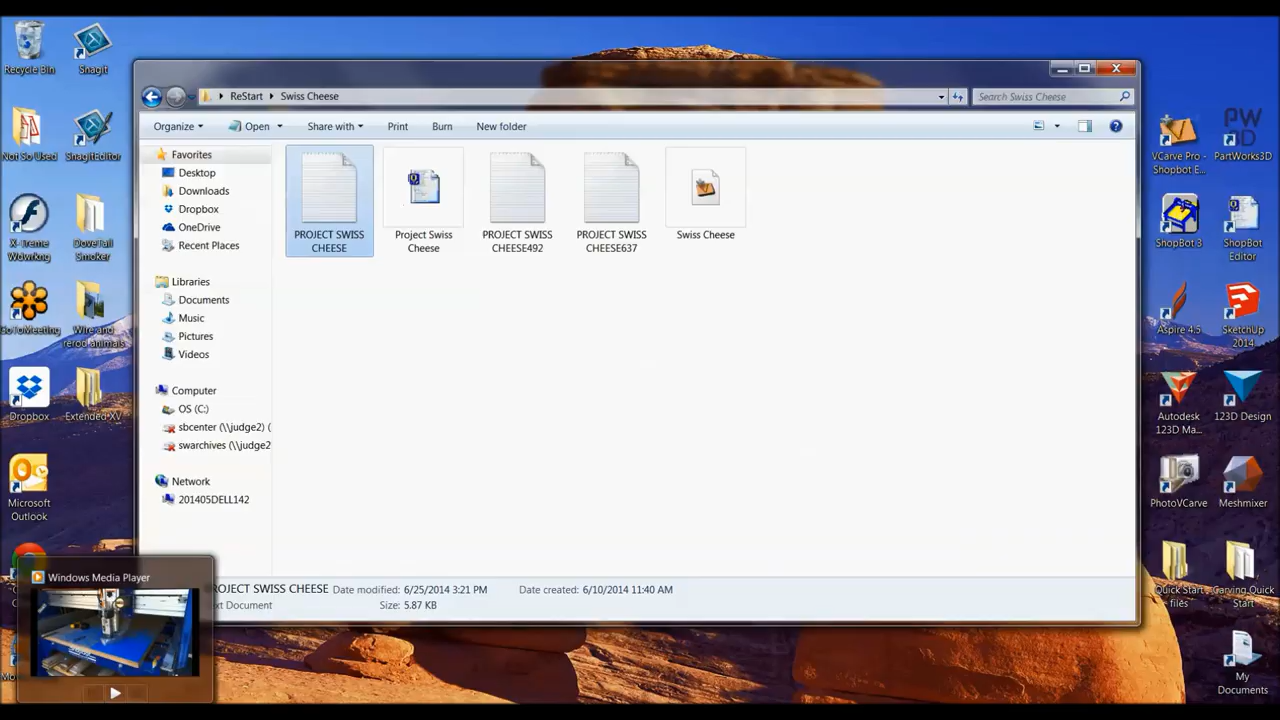 Recycle Bin
Snagit
Not So Used
SnagitEditor
X-Treme
Wdwrkng
DoveTail
Smoker
GoToMeeting
Wire and
rerod animals
Dropbox
Extended XV
Microsoft
Outlook
ReStart
Swiss Cheese
Search Swiss Cheese
Organize
Open
Share with
Print
Burn
New folder
Favorites
Desktop
Downloads
Dropbox
OneDrive
Recent Places
Libraries
Documents
Music
Pictures
Videos
Computer
OS (C:)
sbcenter (\\judge2) (
swarchives (\\judge2
Network
201405DELL142
PROJECT SWISS
CHEESE
Project Swiss
Cheese
PROJECT SWISS
CHEESE492
PROJECT SWISS
CHEESE637
Swiss Cheese
ROJECT SWISS CHEESE Date modified: 6/25/2014 3:21 PM Date created: 6/10/2014 11:40 AM
xt Document Size: 5.87 KB
Windows Media Player
VCarve Pro -
Shopbot E...
PW
3D
PartWorks3D
ShopBot 3
ShopBot
Editor
Aspire 4.5
SketchUp
2014
Autodesk
123D Ma...
123D Design
PhotoVCarve
Meshmixer
Quick Start
files
Carving Quick
Start
My
Documents